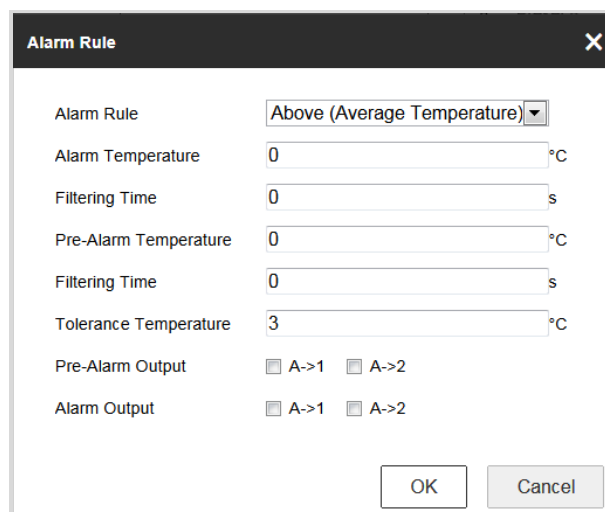 Alarm Rule
Alarm Rule Above (Average Temperature)
Alarm Temperature 0 °C
Filtering Time 0 s
Pre-Alarm Temperature 0 °C
Filtering Time 0 s
Tolerance Temperature 3 °C
Pre-Alarm Output A->1 A->2
Alarm Output A->1 A->2
OK Cancel